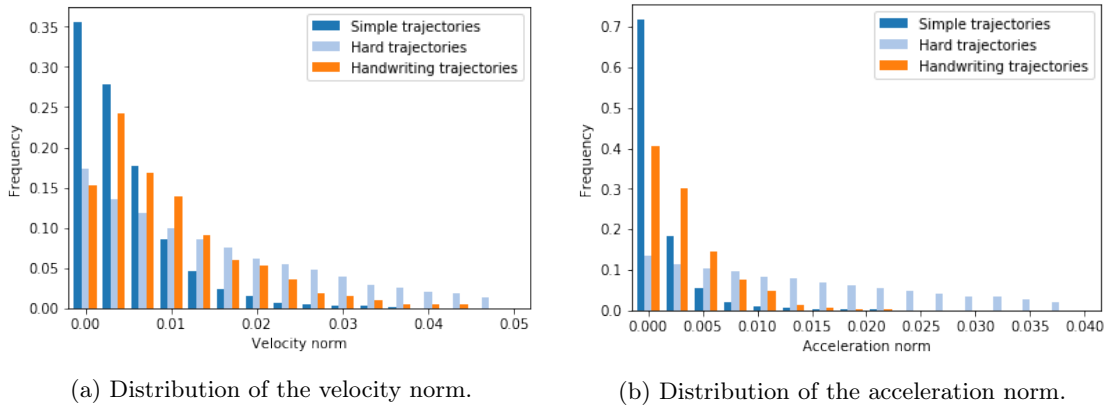 Simple trajectories
Hard trajectories
Handwriting trajectories
0.35
0.30
0.25
0.20
0.15
0.10
0.05
0.00
Frequency
0.00 0.01 0.02 0.03 0.04 0.05
Velocity norm
(a) Distribution of the velocity norm.
Simple trajectories
Hard trajectories
Handwriting trajectories
0.7
0.6
0.5
0.4
0.3
0.2
0.1
0.0
Frequency
0.000 0.005 0.010 0.015 0.020 0.025 0.030 0.035 0.040
Acceleration norm
(b) Distribution of the acceleration norm.